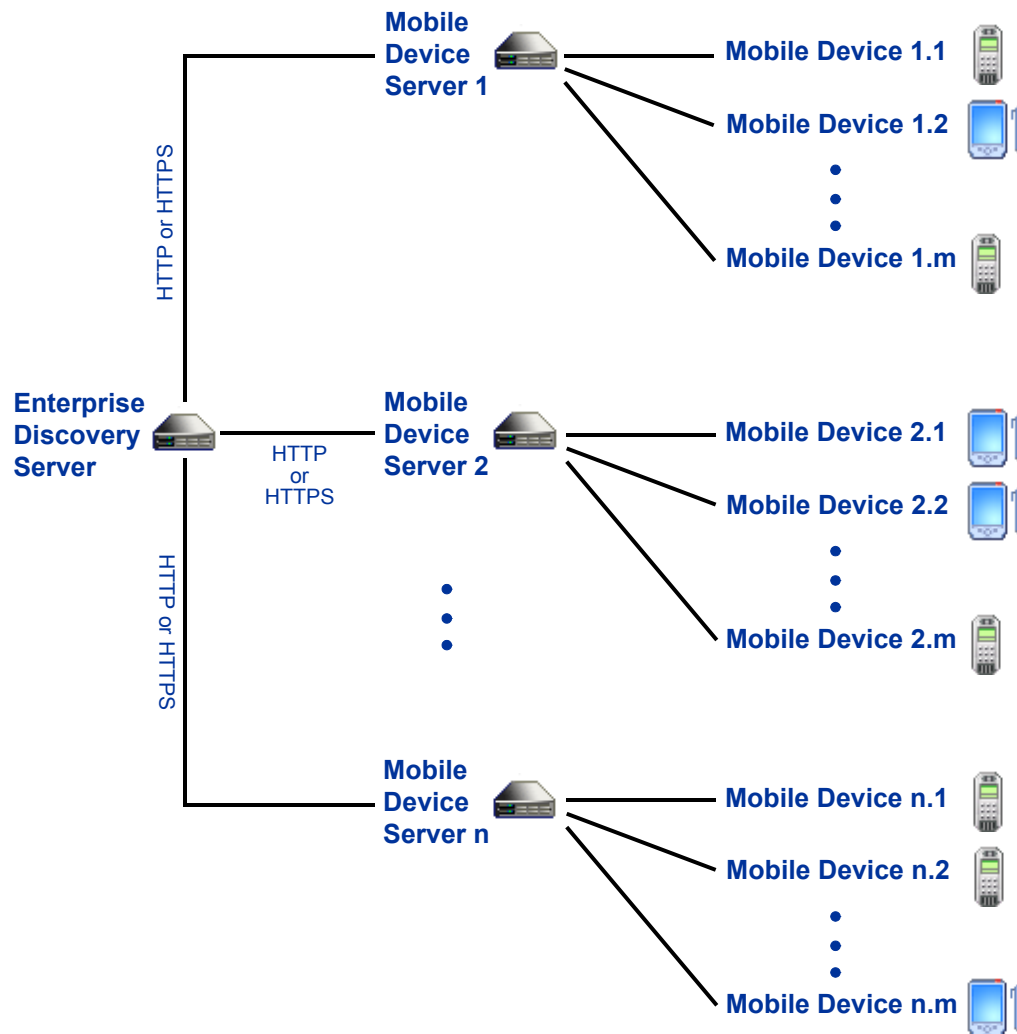 Mobile
Device
Server 1
Mobile Device 1.1
Mobile Device 1.2
Mobile Device 1.m
HTTP or HTTPS
Enterprise
Discovery
Server
HTTP
or
HTTPS
Mobile
Device
Server 2
Mobile Device 2.1
Mobile Device 2.2
Mobile Device 2.m
HTTP or HTTPS
Mobile
Device
Server n
Mobile Device n.1
Mobile Device n.2
Mobile Device n.m